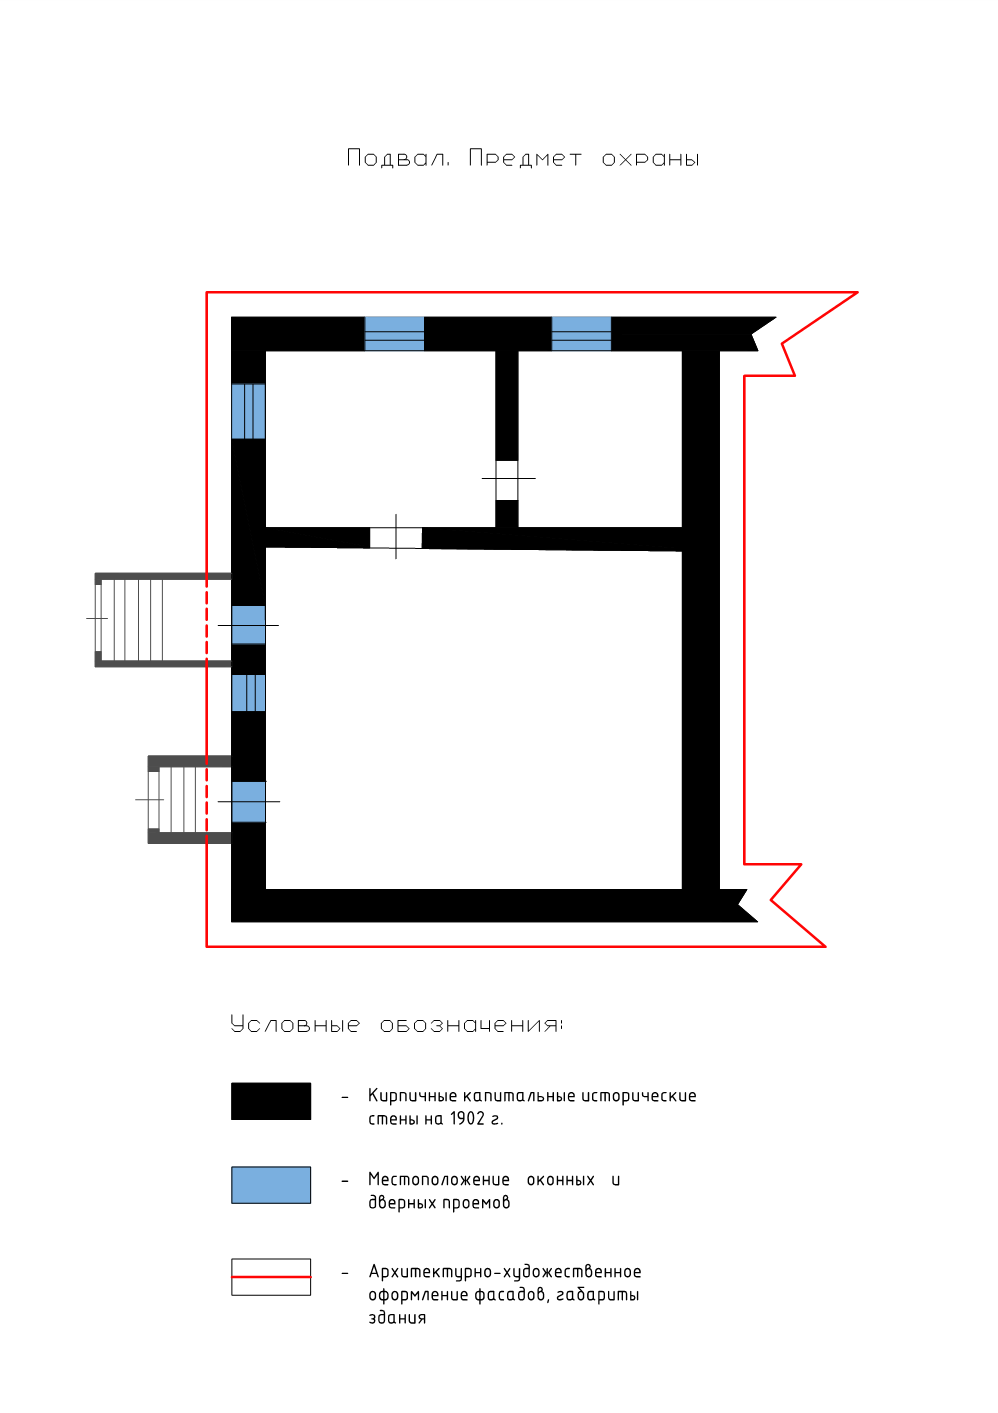 Подвал. Предмет охраны
Условные обозначения:
- Кирпичные капитальные исторические
стены на 1902 г.
- Местоположение оконных и
дверных проемов
- Архитектурно-художественное
оформление фасадов, габариты
здания